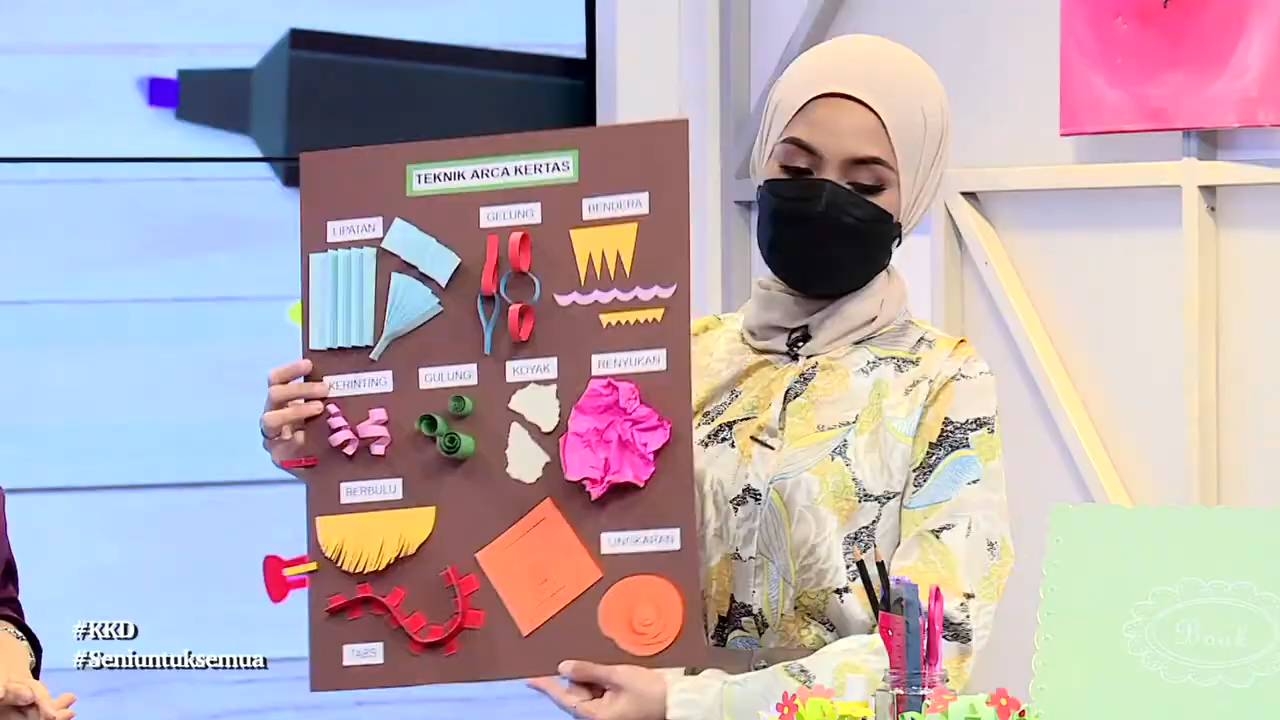 TEKNIK ARCA KERTAS
LIPATAN
GELUNG
BENDERA
KERINTING
GULUNG
KOYAK
RENYUKAN
BERBULU
LINGKARAN
TABS
#KKD
#Seniuntuksemua